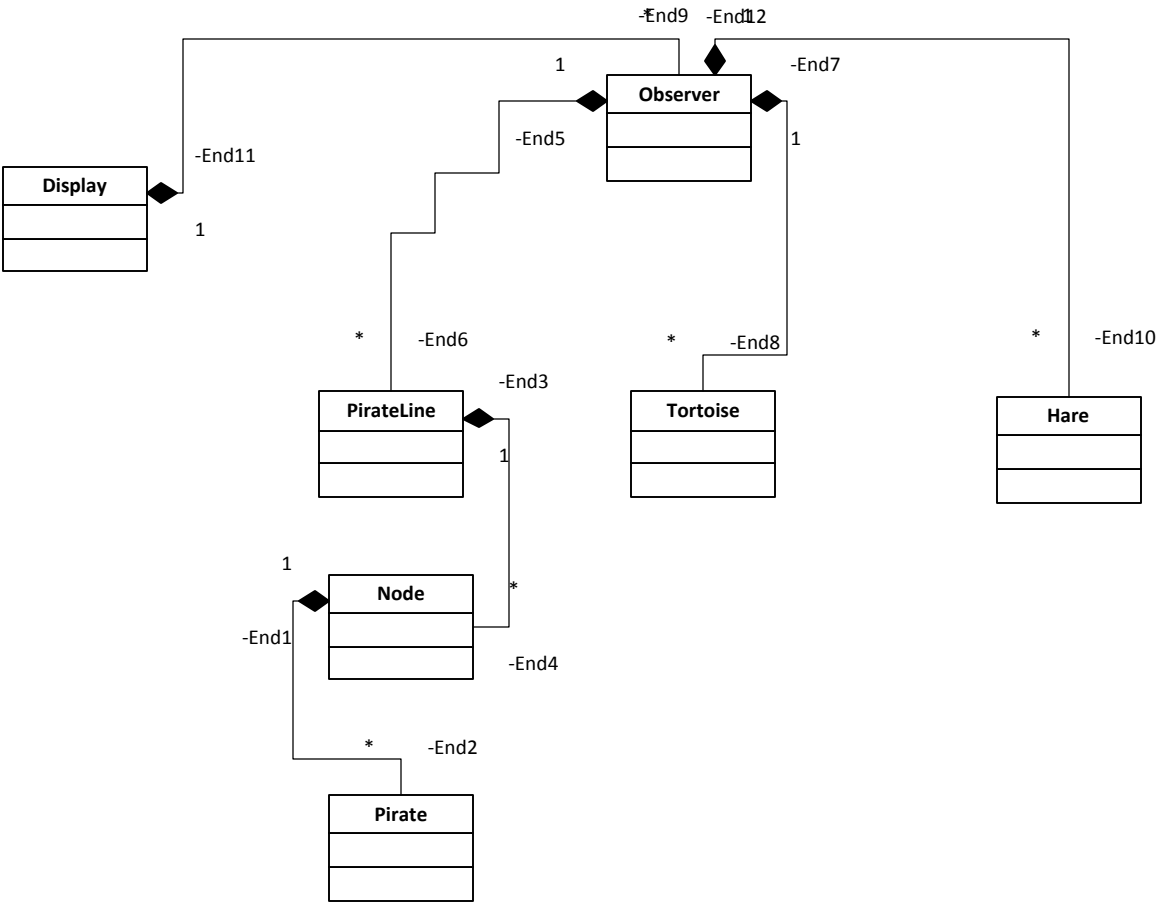 *
-End9
-End12
1
1
-End7
Observer
-End5
1
-End11
Display
1
*
-End6
*
-End8
*
-End10
-End3
PirateLine
Tortoise
Hare
1
1
Node
*
-End1
-End4
*
-End2
Pirate